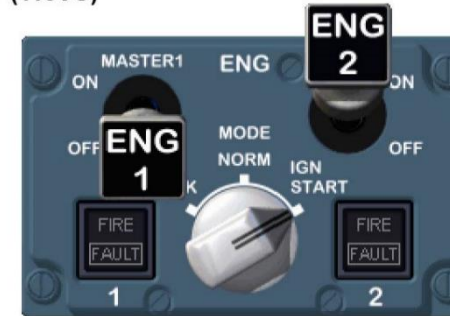 MASTER1
ENG
ENG
2
ON
ON
OFF
ENG
1
MODE
NORM
K
IGN
START
OFF
FIRE
FAULT
FIRE
FAULT
1
2